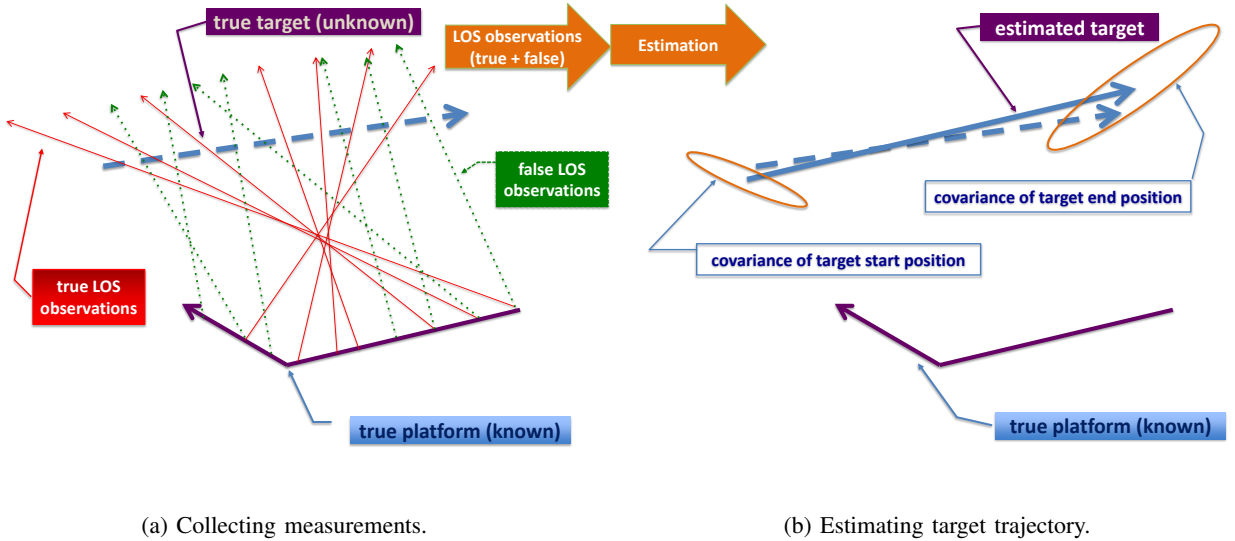 true target (unknown)
LOS observations
(true + false)
Estimation
estimated target
false LOS
observations
covariance of target end position
covariance of target start position
true LOS
observations
true platform (known)
true platform (known)
(a) Collecting measurements.
(b) Estimating target trajectory.